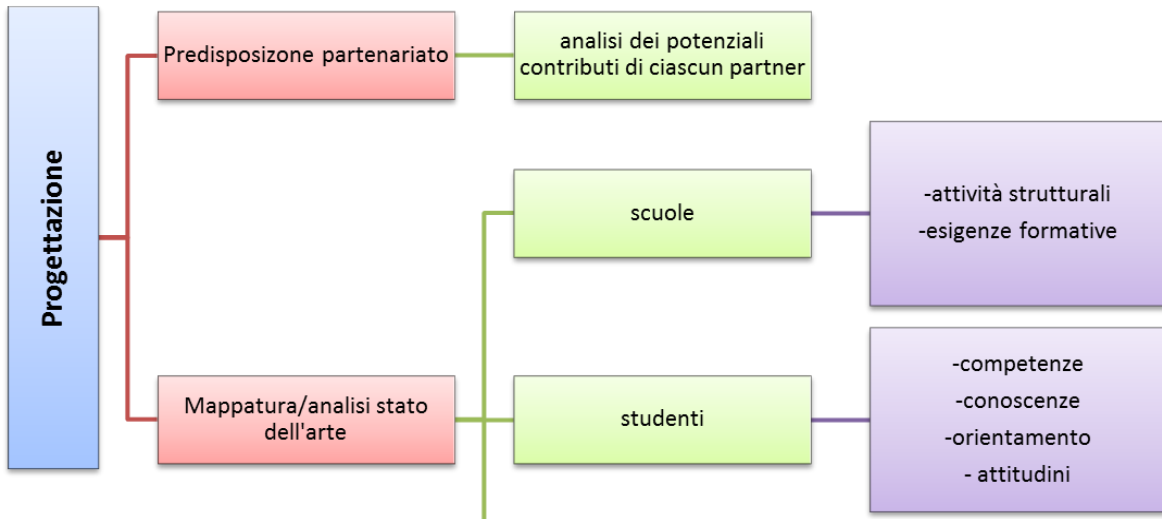 Progettazione
Predisposizone partenariato
analisi dei potenziali
contributi di ciascun partner
scuole
-attività strutturali
-esigenze formative
Mappatura/analisi stato
dell'arte
studenti
-competenze
-conoscenze
-orientamento
- attitudini